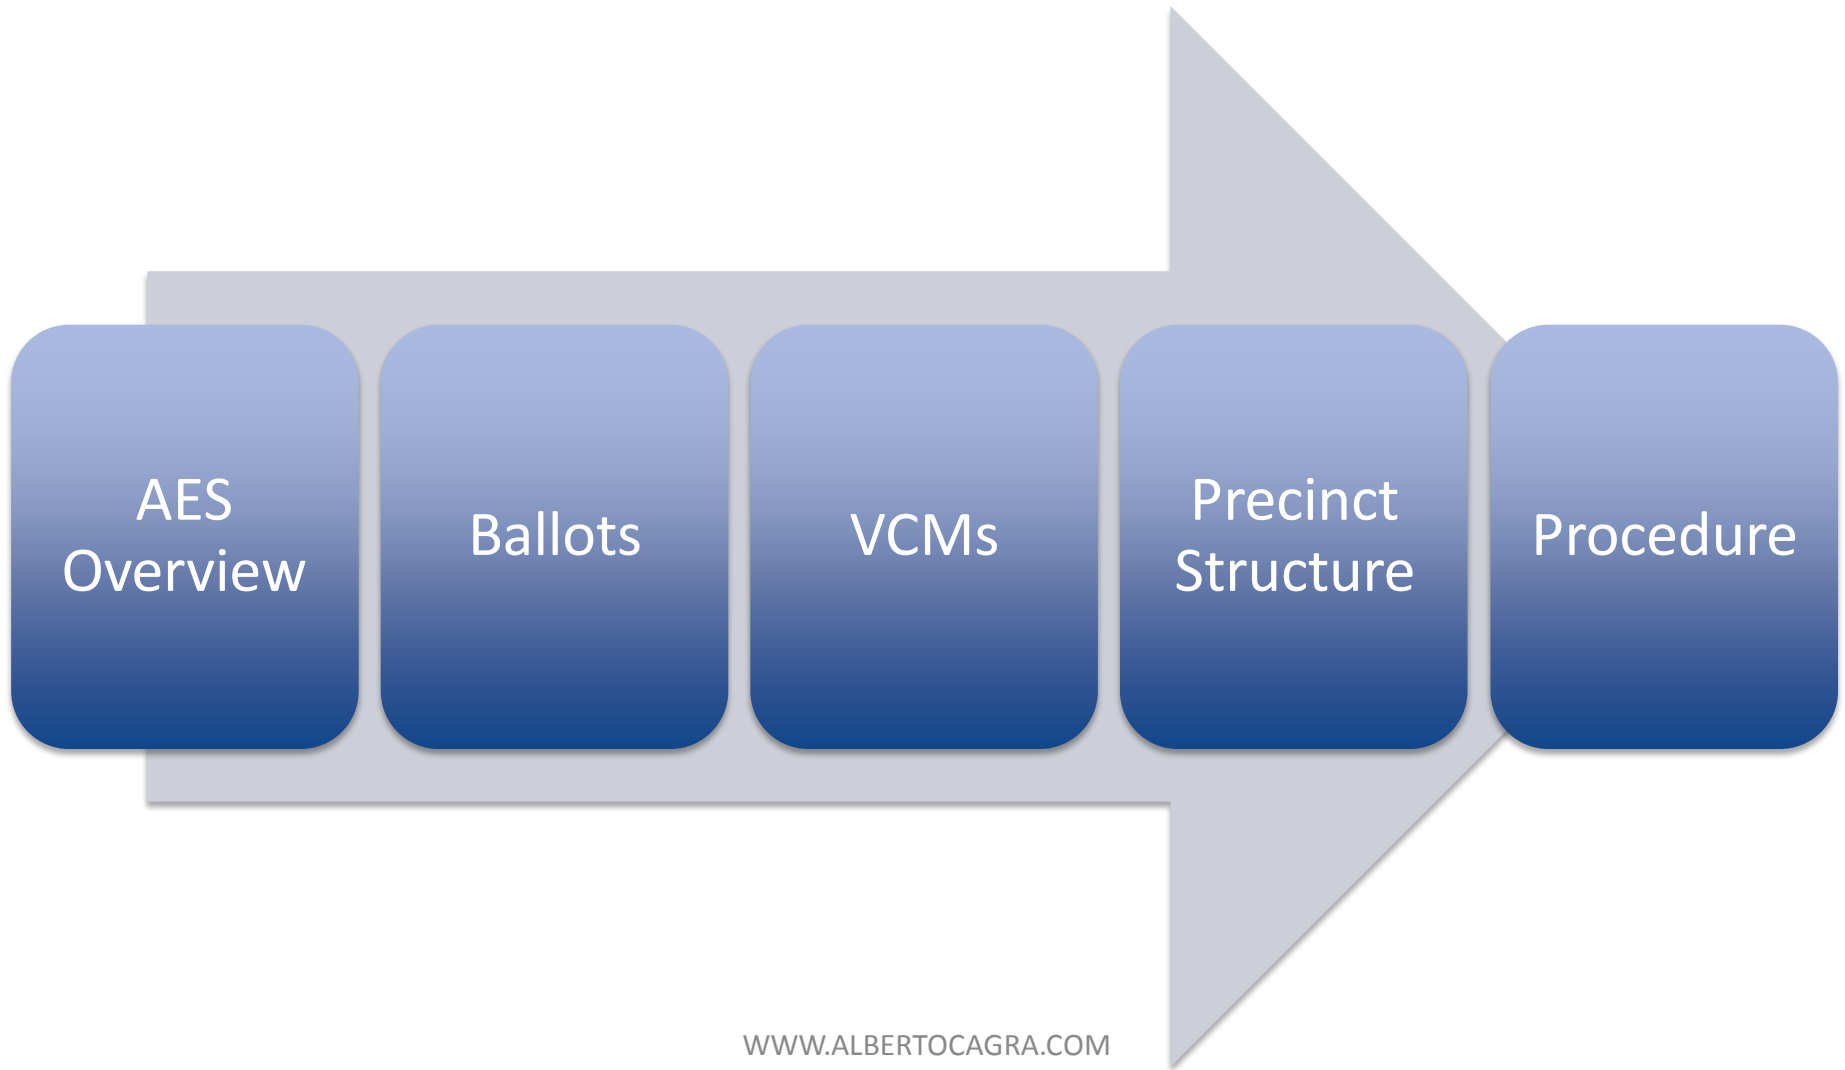 AES
Overview
Ballots
VCMs
Precinct
Structure
Procedure
WWW.ALBERTOCAGRA.COM